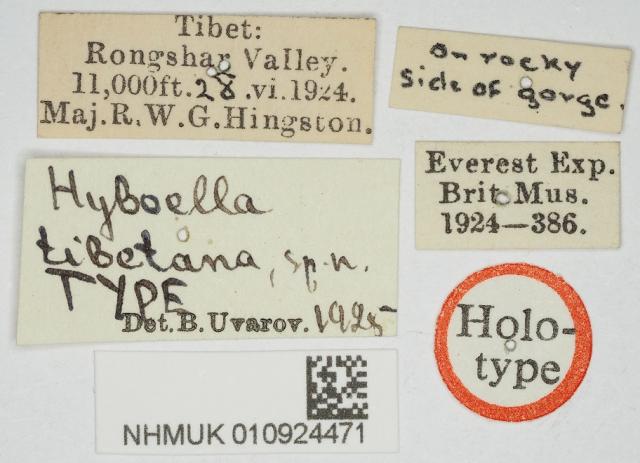 Tibet:
Rongshar Valley.
11,000ft. 28 .vi.1924.
Maj.R.W.G.Hingston.
on rocky
side of gorge.
Everest Exp.
Brit.Mus.
1924—386.
Hyboella
tibetana, sp.n.
TYPE
Det.B.Uvarov. 1925
Holo-
type
NHMUK 010924471